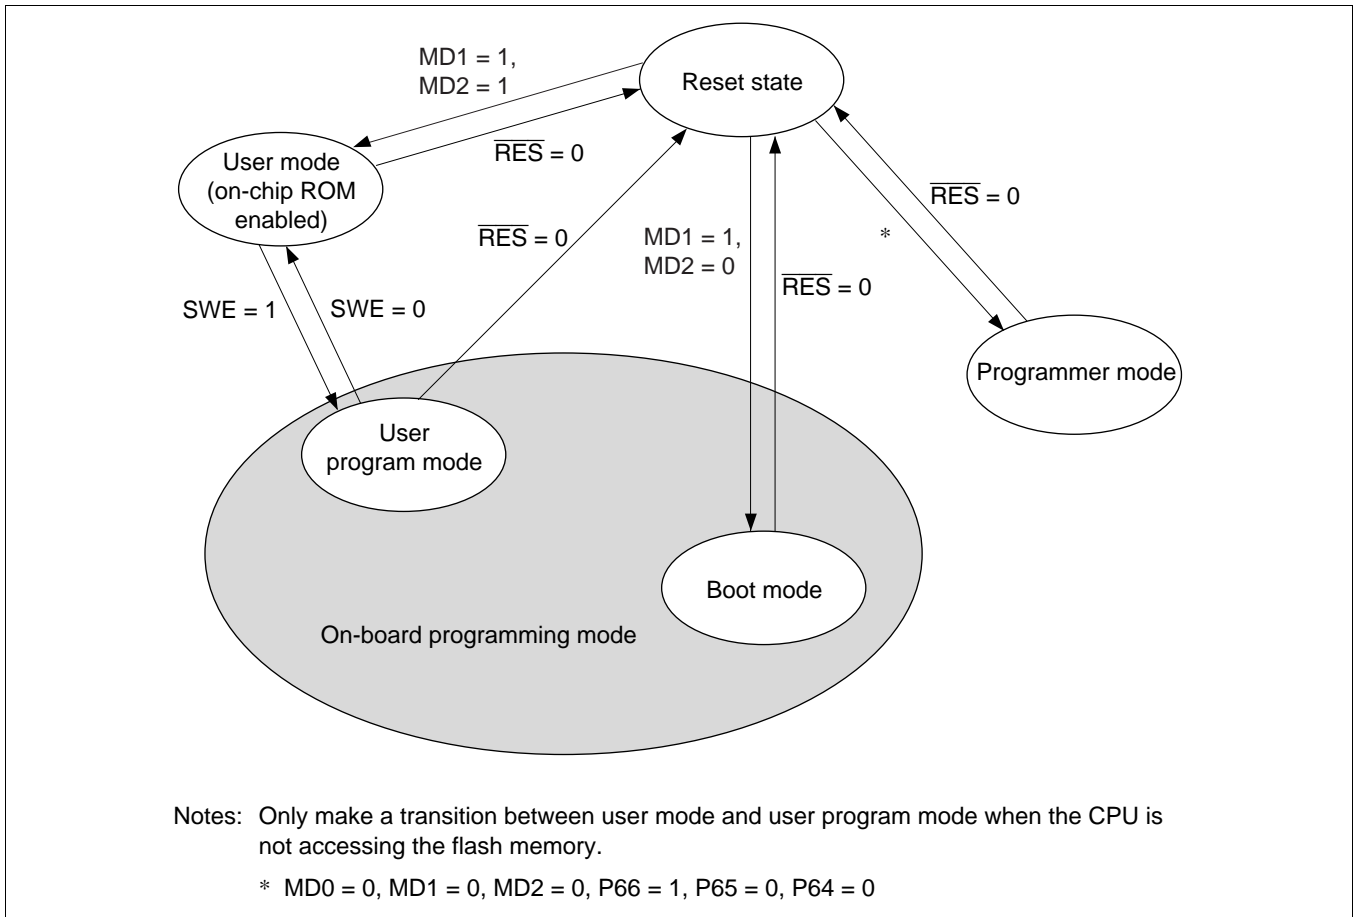 MD1 = 1,
MD2 = 1
Reset state
User mode
(on-chip ROM
enabled)
RES = 0
RES = 0
MD1 = 1,
MD2 = 0
RES = 0
*
RES = 0
SWE = 1
SWE = 0
Programmer mode
User
program mode
Boot mode
On-board programming mode
Notes: Only make a transition between user mode and user program mode when the CPU is
not accessing the flash memory.
* MD0 = 0, MD1 = 0, MD2 = 0, P66 = 1, P65 = 0, P64 = 0